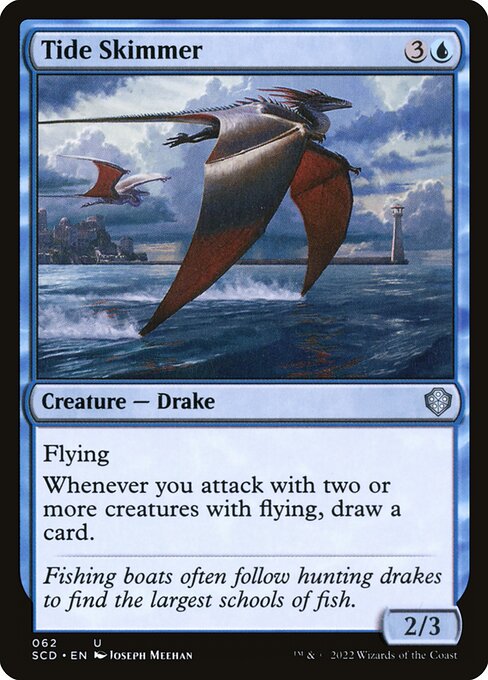 Tide Skimmer 3
Creature — Drake
Flying
Whenever you attack with two or
more creatures with flying, draw a
card.
Fishing boats often follow hunting drakes
to find the largest schools of fish.
2/3
062 U
SCD • EN Joseph Meehan
™ & © 2022 Wizards of the Coast